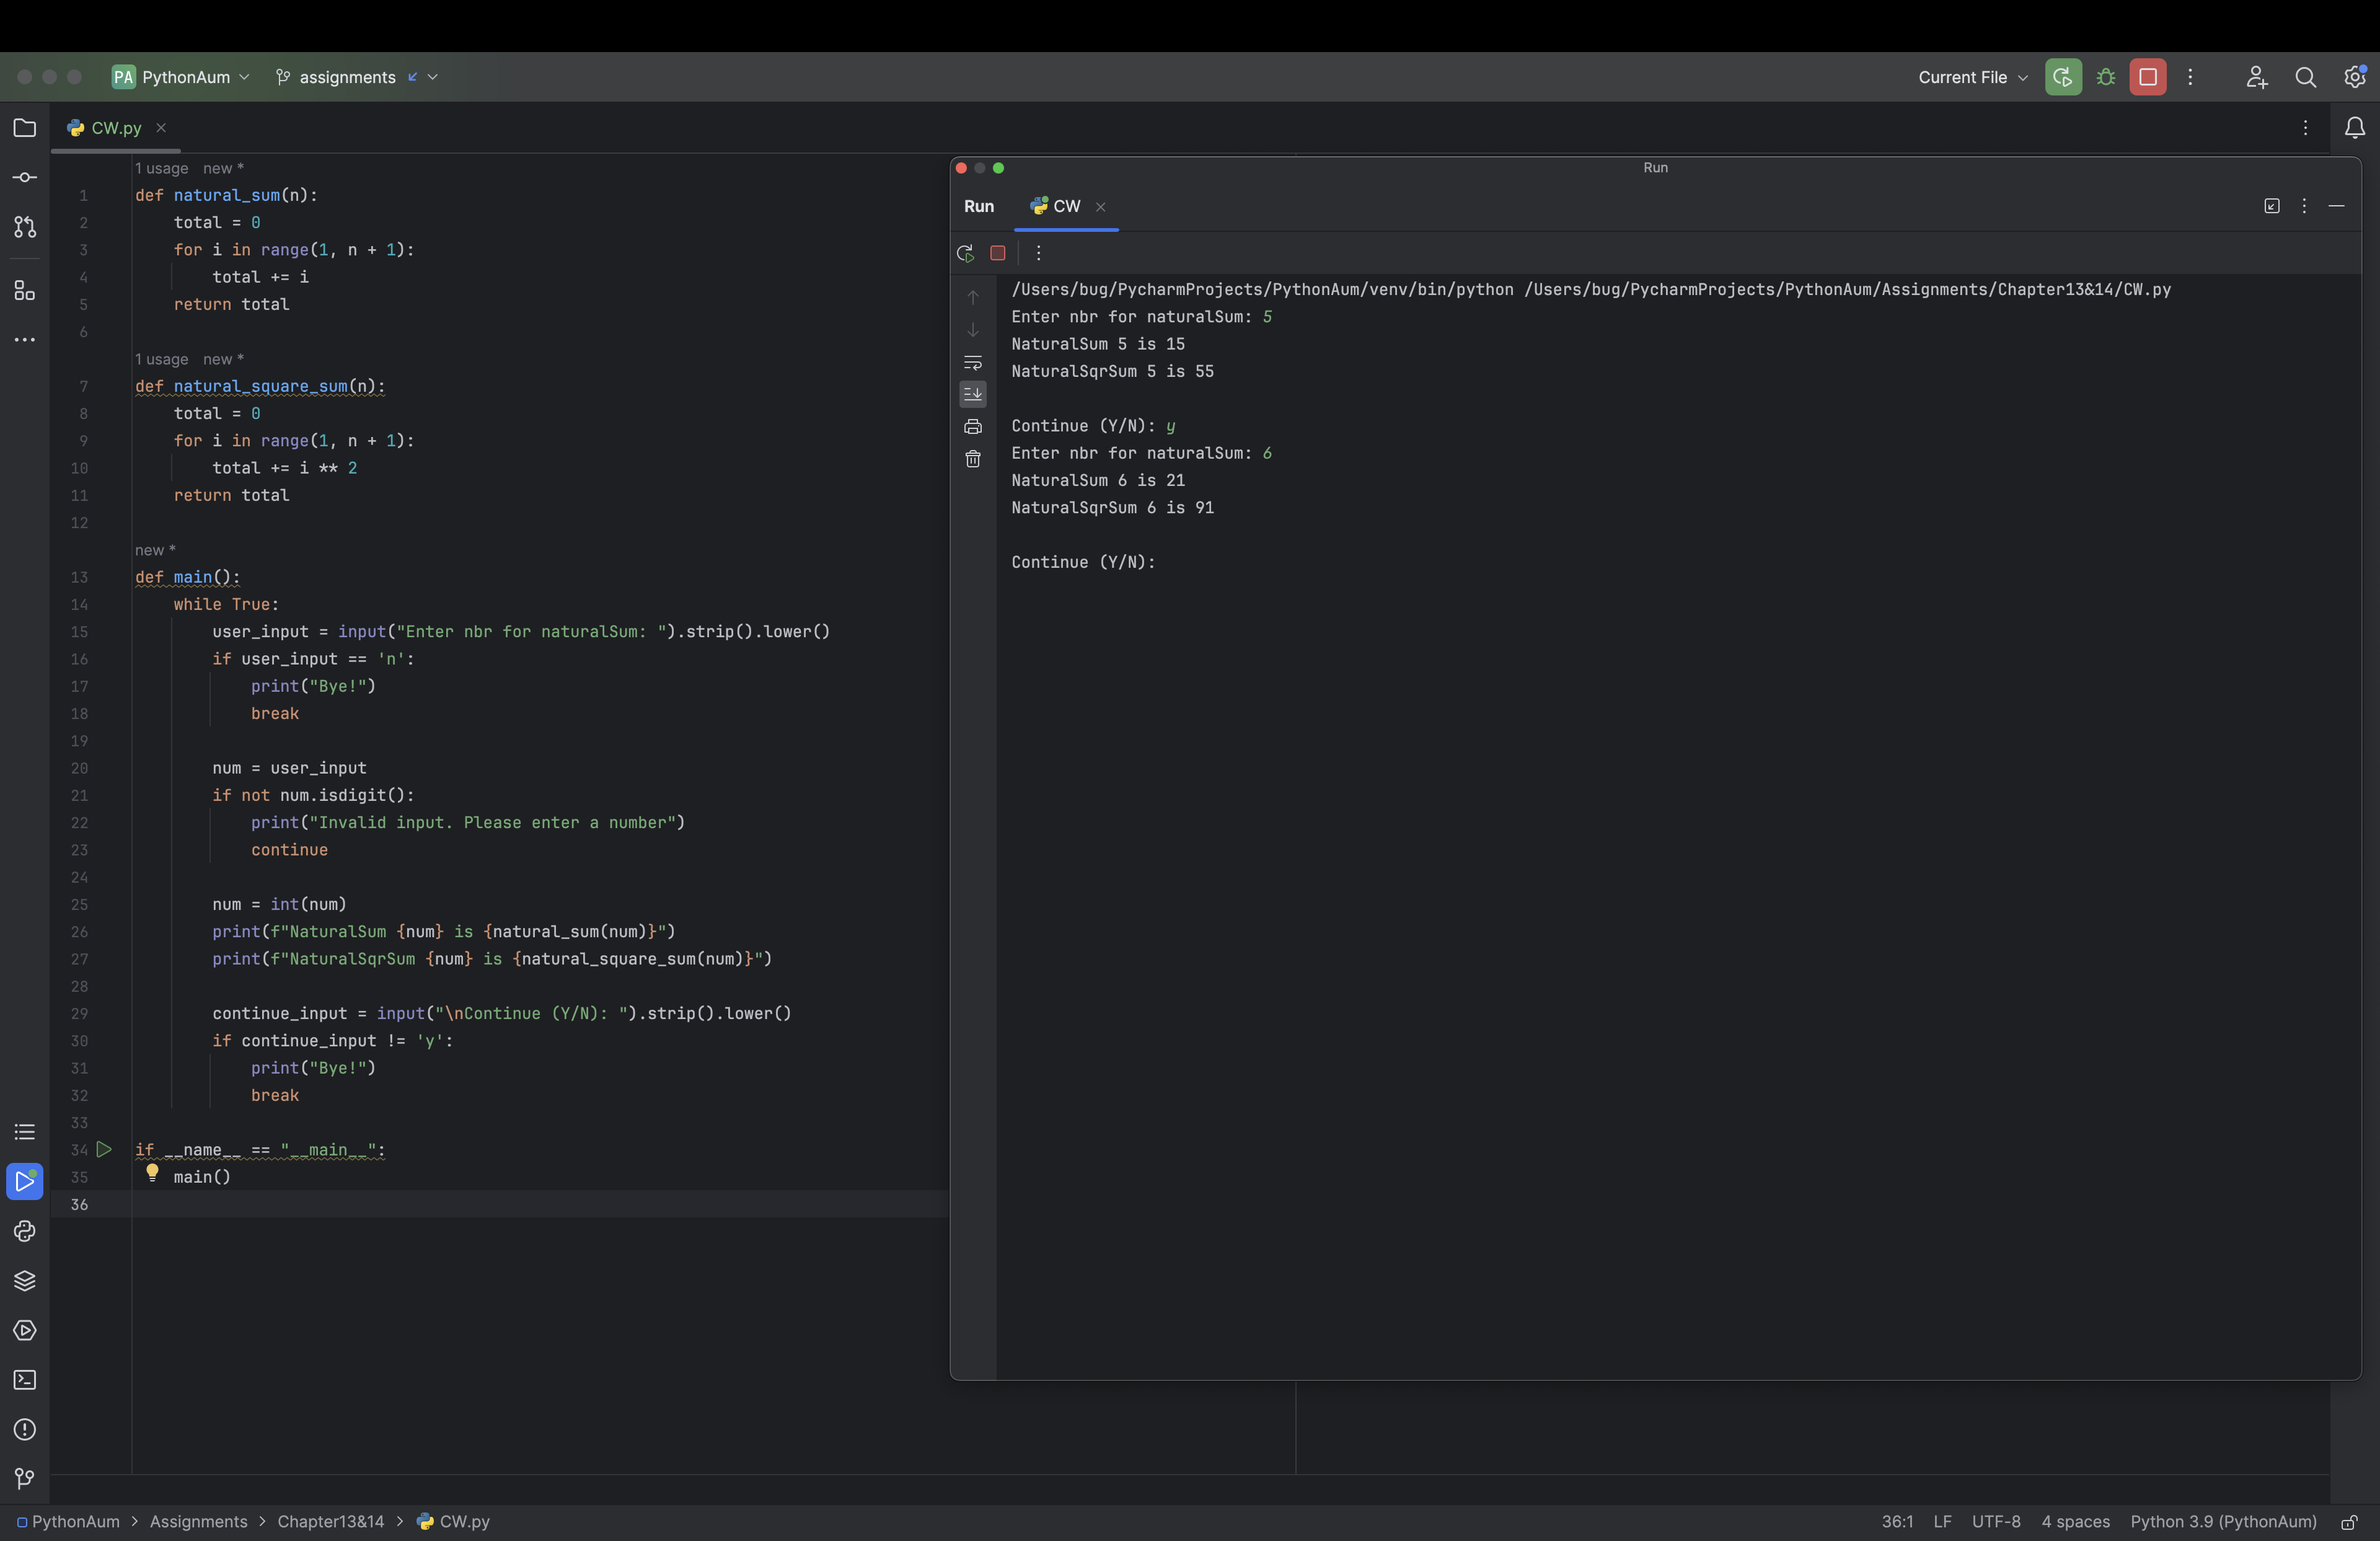 PA PythonAum assignments Current File
CW.py
1 usage new *
1 def natural_sum(n):
2 total = 0
3 for i in range(1, n + 1):
4 total += i
5 return total
6
1 usage new *
7 def natural_square_sum(n):
8 total = 0
9 for i in range(1, n + 1):
10 total += i ** 2
11 return total
12
new *
13 def main():
14 while True:
15 user_input = input("Enter nbr for naturalSum: ").strip().lower()
16 if user_input == 'n':
17 print("Bye!")
18 break
19
20 num = user_input
21 if not num.isdigit():
22 print("Invalid input. Please enter a number")
23 continue
24
25 num = int(num)
26 print(f"NaturalSum {num} is {natural_sum(num)}")
27 print(f"NaturalSqrSum {num} is {natural_square_sum(num)}")
28
29 continue_input = input("\nContinue (Y/N): ").strip().lower()
30 if continue_input != 'y':
31 print("Bye!")
32 break
33
34 if __name__ == "__main__":
35 main()
36
Run
Run CW
/Users/bug/PycharmProjects/PythonAum/venv/bin/python /Users/bug/PycharmProjects/PythonAum/Assignments/Chapter13&14/CW.py
Enter nbr for naturalSum: 5
NaturalSum 5 is 15
NaturalSqrSum 5 is 55
Continue (Y/N): y
Enter nbr for naturalSum: 6
NaturalSum 6 is 21
NaturalSqrSum 6 is 91
Continue (Y/N):
PythonAum > Assignments > Chapter13&14 > CW.py 36:1 LF UTF-8 4 spaces Python 3.9 (PythonAum)